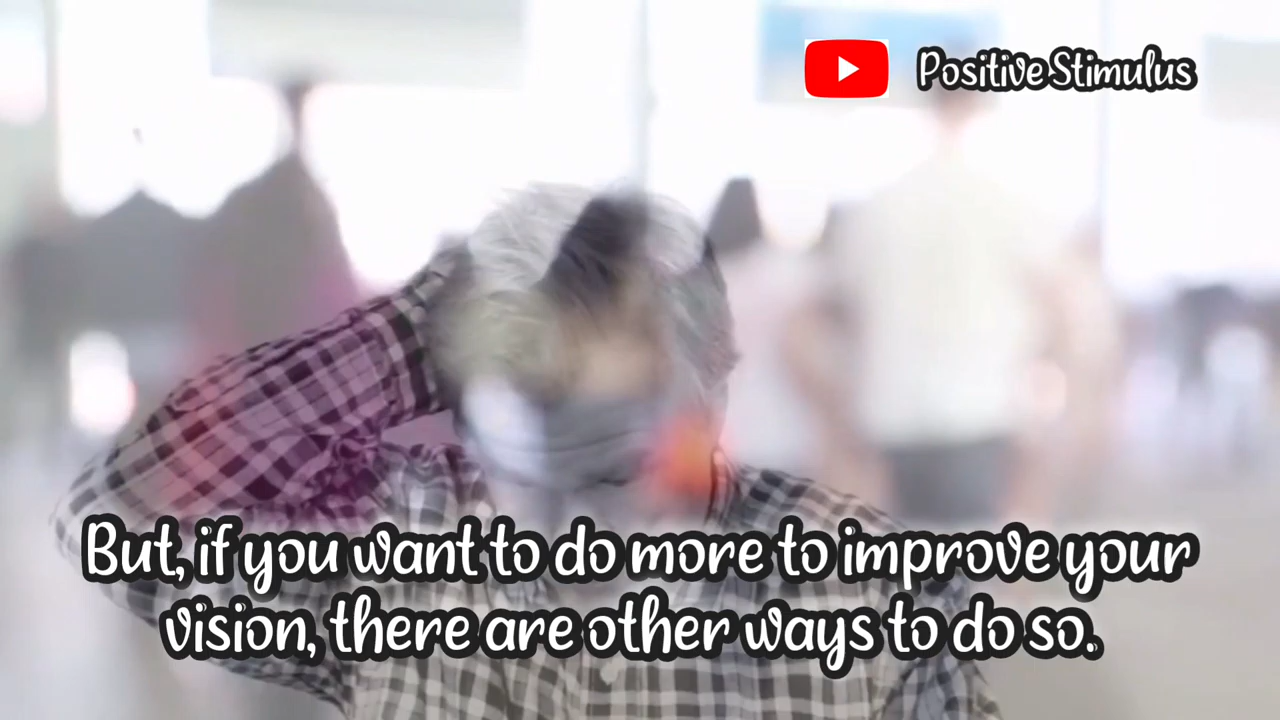 Positive Stimulus
But, if you want to do more to improve your
vision, there are other ways to do so.